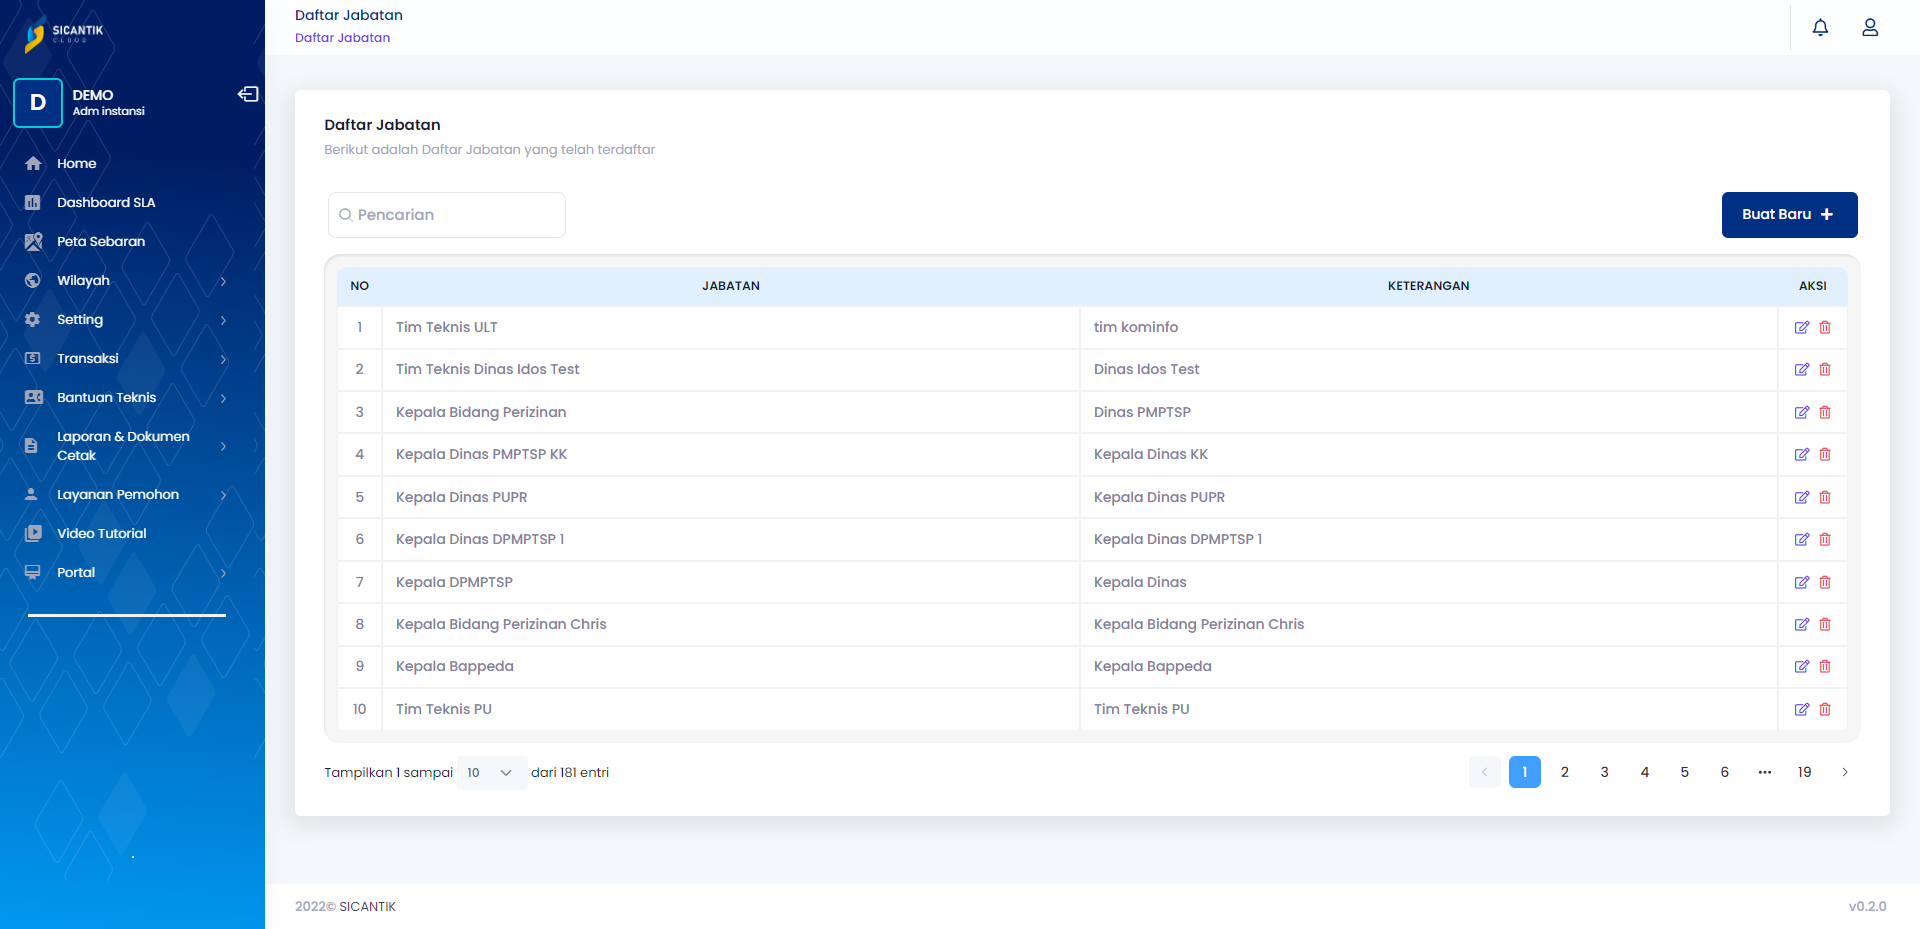 SICANTIK
CLOUD
D
DEMO
Adm instansi
Home
Dashboard SLA
Peta Sebaran
Wilayah
Setting
Transaksi
Bantuan Teknis
Laporan & Dokumen
Cetak
Layanan Pemohon
Video Tutorial
Portal
Daftar Jabatan
Daftar Jabatan
Daftar Jabatan
Berikut adalah Daftar Jabatan yang telah terdaftar
Pencarian
Buat Baru +
NO JABATAN KETERANGAN AKSI
1 Tim Teknis ULT tim kominfo
2 Tim Teknis Dinas Idos Test Dinas Idos Test
3 Kepala Bidang Perizinan Dinas PMPTSP
4 Kepala Dinas PMPTSP KK Kepala Dinas KK
5 Kepala Dinas PUPR Kepala Dinas PUPR
6 Kepala Dinas DPMPTSP 1 Kepala Dinas DPMPTSP 1
7 Kepala DPMPTSP Kepala Dinas
8 Kepala Bidang Perizinan Chris Kepala Bidang Perizinan Chris
9 Kepala Bappeda Kepala Bappeda
10 Tim Teknis PU Tim Teknis PU
Tampilkan 1 sampai 10 dari 181 entri
1 2 3 4 5 6 ••• 19
2022© SICANTIK
v0.2.0